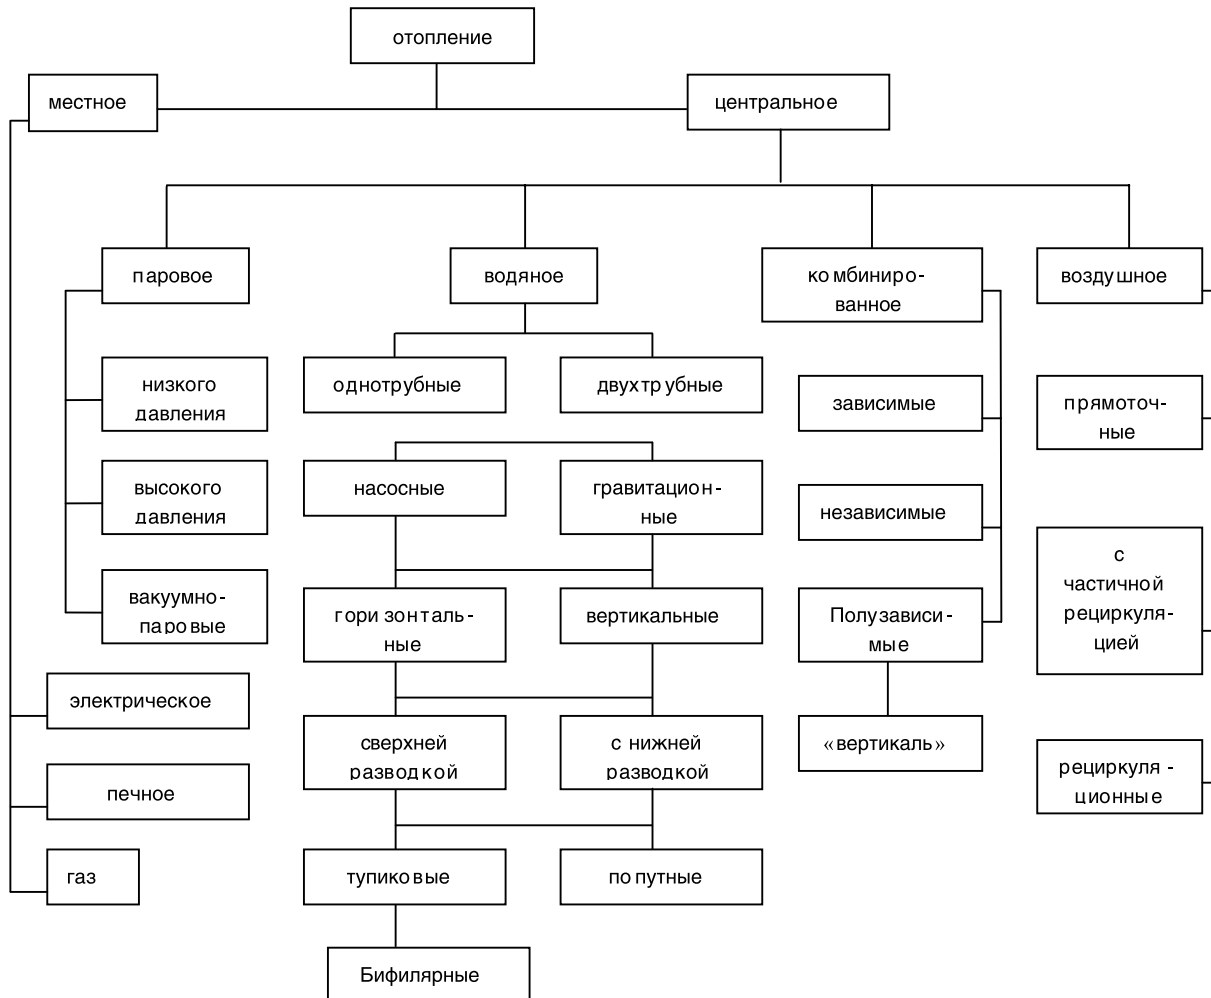 отопление
местное
центральное
паровое
водяное
комбиниро-
ванное
воздушное
низкого
давления
однотрубные
двухтрубные
зависимые
прямоточ-
ные
высокого
давления
насосные
гравитацион-
ные
независимые
с
частичной
рециркуля-
цией
вакуумно-
паровые
горизонталь-
ные
вертикальные
Полузависи-
мые
электрическое
сверхней
разводкой
с нижней
разводкой
«вертикаль»
рециркуля-
ционные
печное
газ
тупиковые
попутные
Бифилярные